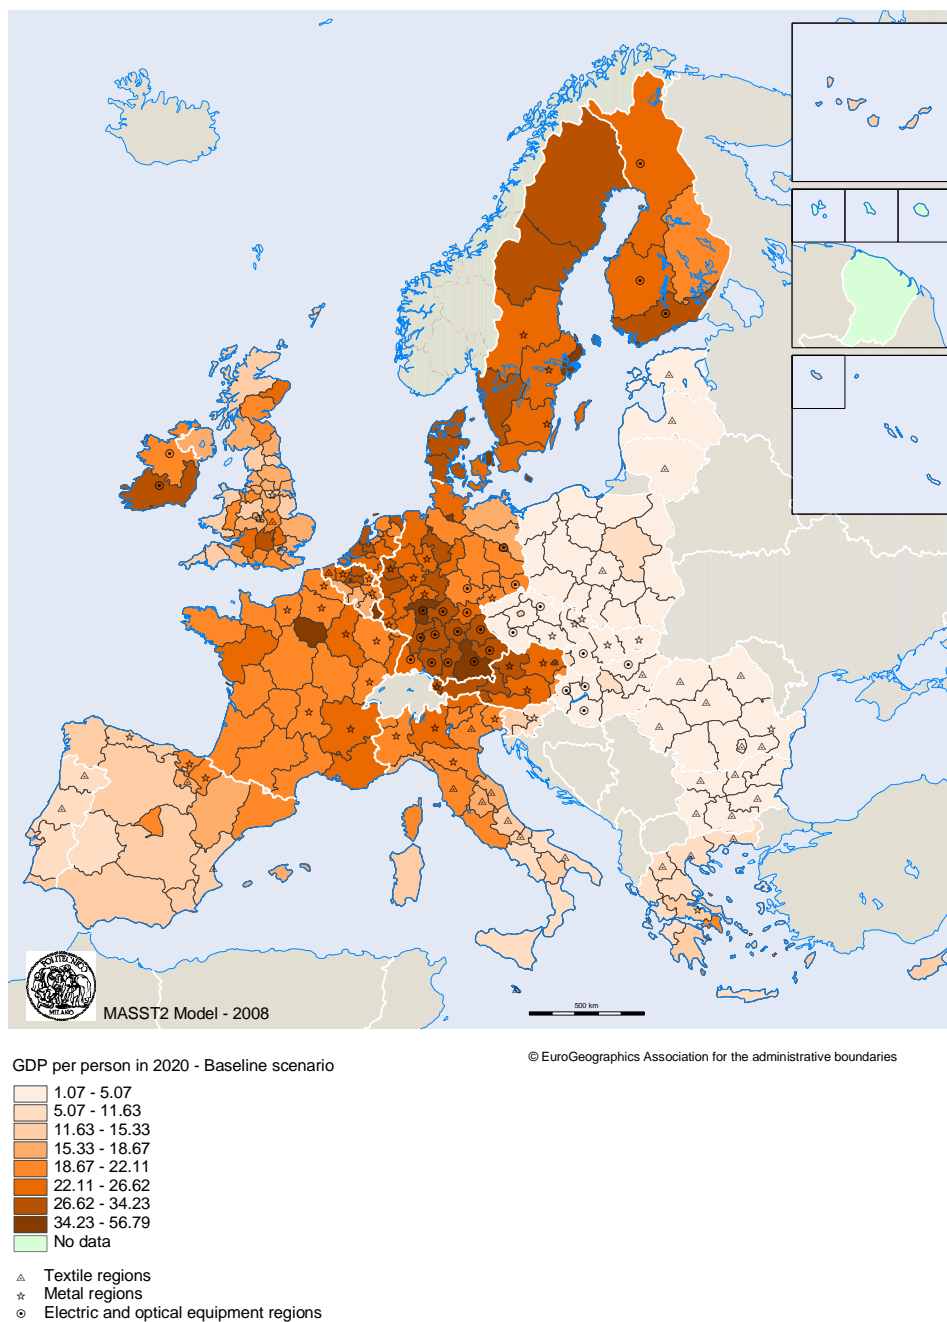 POLITECNICO
MILANO
MASST2 Model - 2008
500 km
GDP per person in 2020 - Baseline scenario
© EuroGeographics Association for the administrative boundaries
1.07 - 5.07
5.07 - 11.63
11.63 - 15.33
15.33 - 18.67
18.67 - 22.11
22.11 - 26.62
26.62 - 34.23
34.23 - 56.79
No data
Textile regions
Metal regions
Electric and optical equipment regions